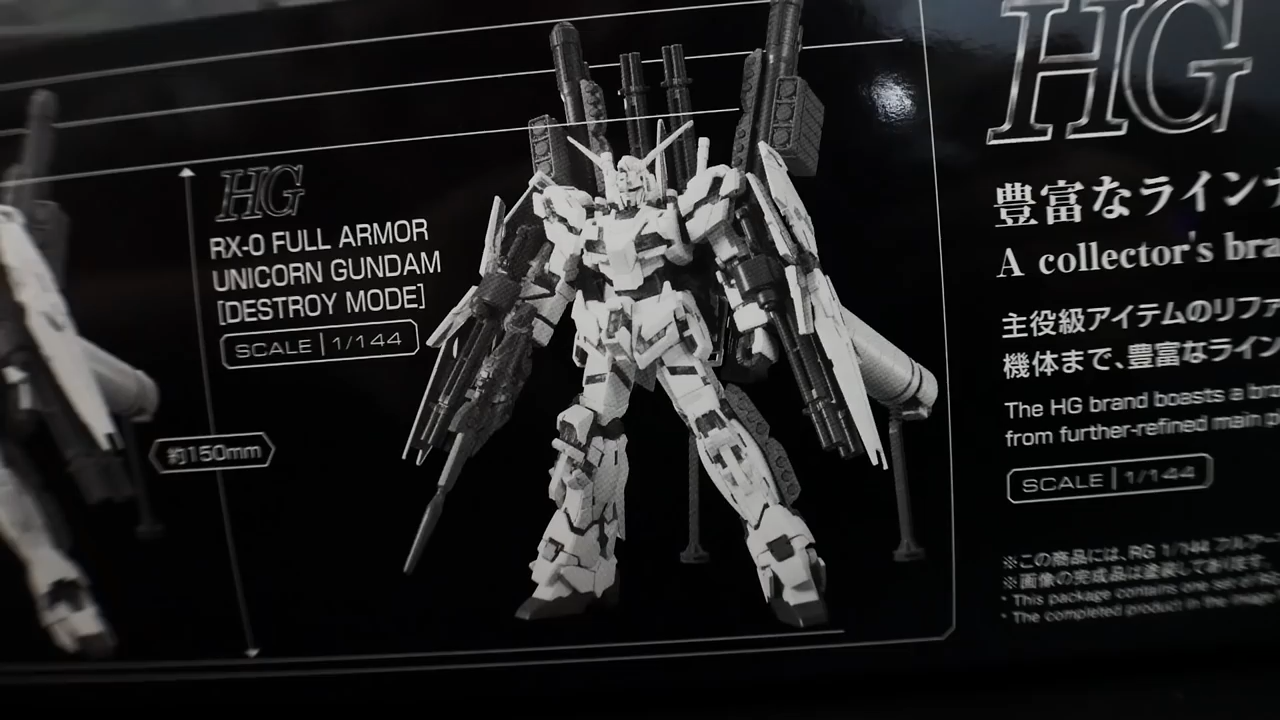 HG
RX-0 FULL ARMOR
UNICORN GUNDAM
[DESTROY MODE]
SCALE | 1/144
約150mm
HG
豊富なライン
A collector's bra
主役級アイテムのリファ
機体まで、豊富なライン
The HG brand boasts a bro
from further-refined main p
SCALE | 1/144
※この商品には、RG 1/144 フルアー
※画像の完成品は塗装しております。
* This package contains one set of RG
* The completed product in the image